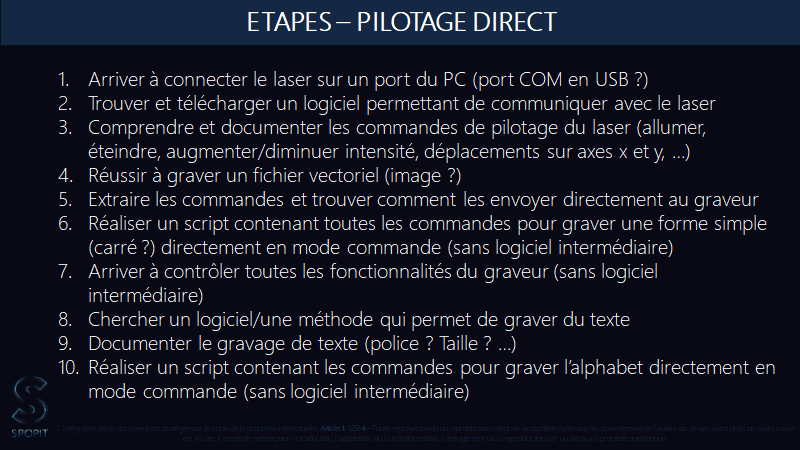 ETAPES – PILOTAGE DIRECT
1. Arriver à connecter le laser sur un port du PC (port COM en USB ?)
2. Trouver et télécharger un logiciel permettant de communiquer avec le laser
3. Comprendre et documenter les commandes de pilotage du laser (allumer,
éteindre, augmenter/diminuer intensité, déplacements sur axes x et y, …)
4. Réussir à graver un fichier vectoriel (image ?)
5. Extraire les commandes et trouver comment les envoyer directement au graveur
6. Réaliser un script contenant toutes les commandes pour graver une forme simple
(carré ?) directement en mode commande (sans logiciel intermédiaire)
7. Arriver à contrôler toutes les fonctionnalités du graveur (sans logiciel
intermédiaire)
8. Chercher un logiciel/une méthode qui permet de graver du texte
9. Documenter le gravage de texte (police ? Taille ? …)
10. Réaliser un script contenant les commandes pour graver l’alphabet directement en
mode commande (sans logiciel intermédiaire)
SPOPIT